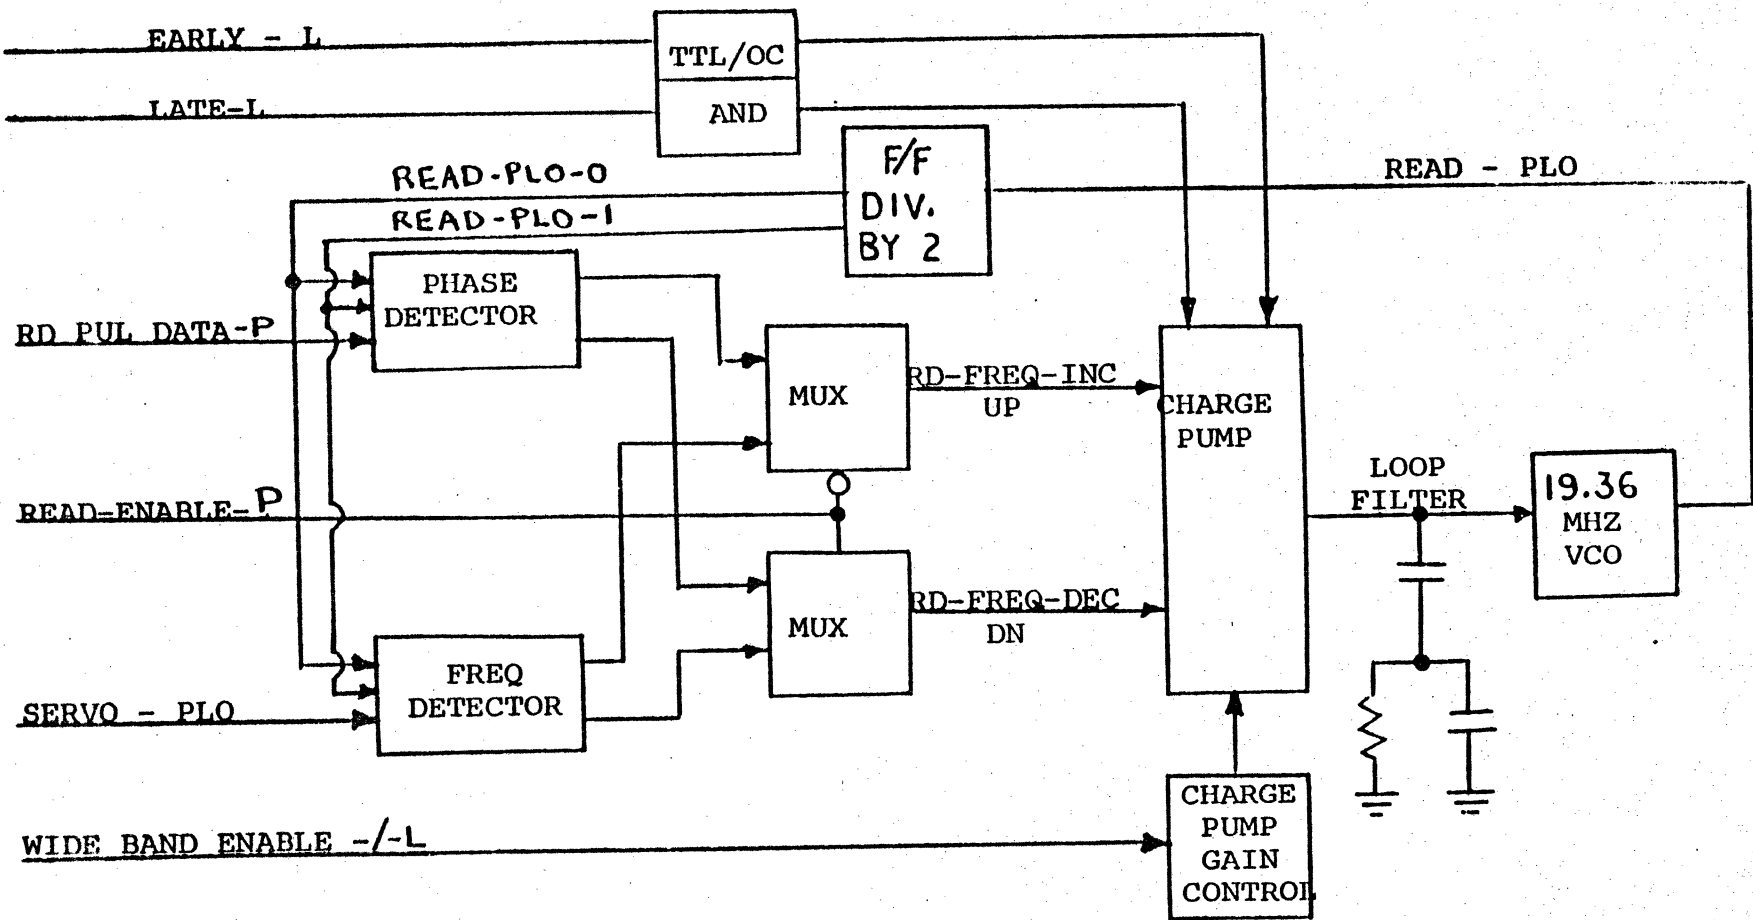 EARLY - L
TTL/OC
LATE-L
AND
F/F
DIV.
BY 2
READ-PLO-0
READ-PLO-1
READ - PLO
PHASE
DETECTOR
RD PUL DATA-P
MUX
RD-FREQ-INC
UP
CHARGE
PUMP
READ-ENABLE-P
LOOP
FILTER
19.36
MHZ
VCO
MUX
RD-FREQ-DEC
DN
FREQ
DETECTOR
SERVO - PLO
WIDE BAND ENABLE -/-L
CHARGE
PUMP
GAIN
CONTROL